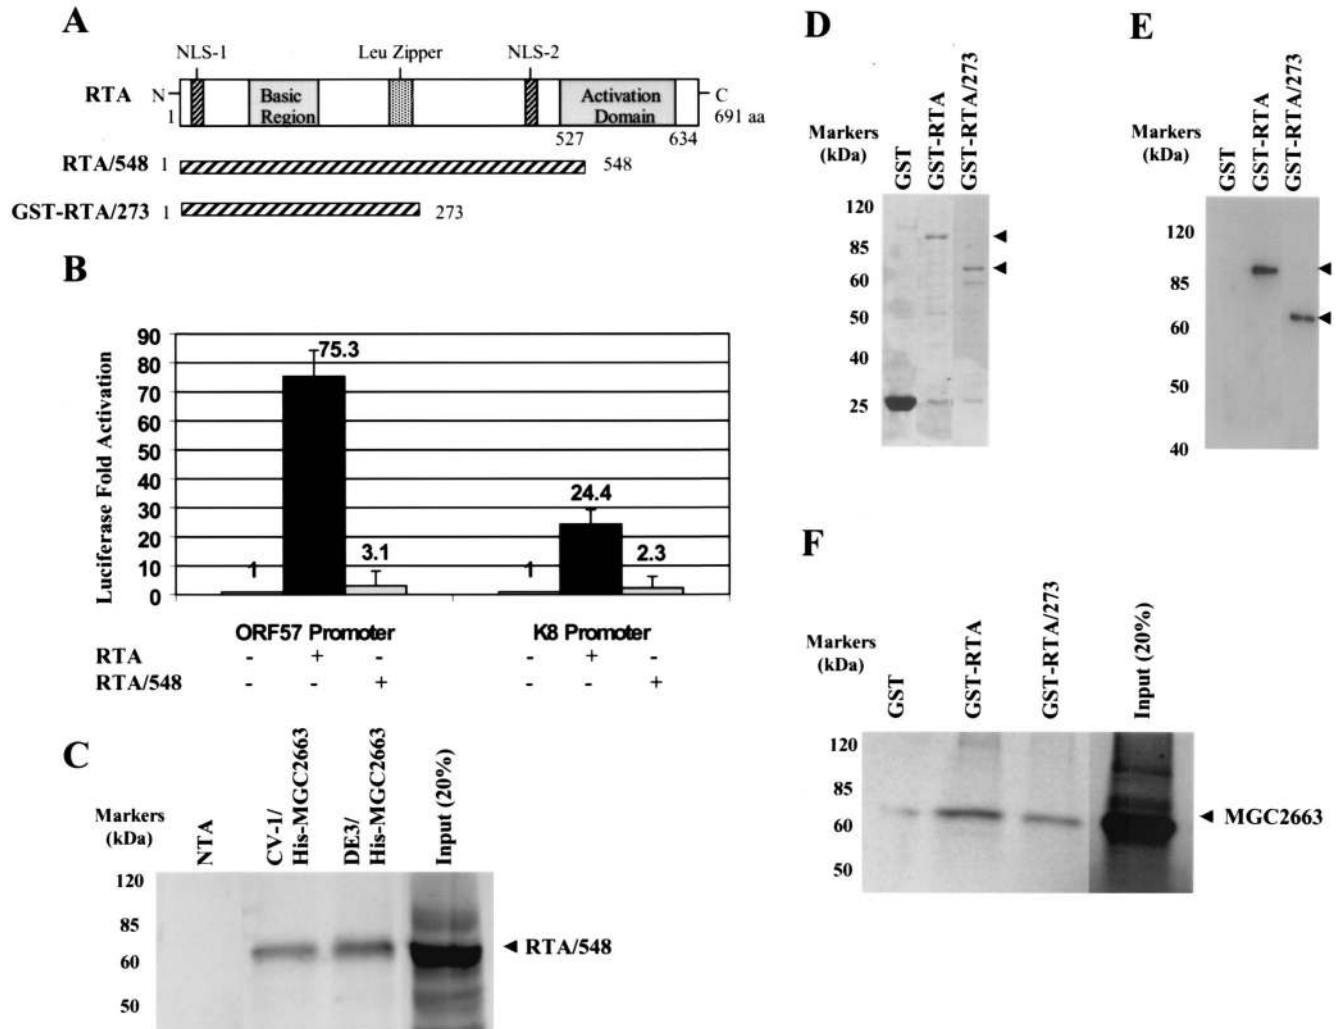 A
NLS-1 Leu Zipper NLS-2
RTA N 1 Basic Region Activation Domain C 691 aa
527 634
RTA/548 1 548
GST-RTA/273 1 273
B
Luciferase Fold Activation
90
80
70
60
50
40
30
20
10
0
1 75.3 3.1 1 24.4 2.3
ORF57 Promoter K8 Promoter
RTA - + - - + -
RTA/548 - - + - - +
C
Markers (kDa)
NTA
CV-1/ His-MGC2663
DE3/ His-MGC2663
Input (20%)
120
85
60
50
RTA/548
D
Markers (kDa)
GST
GST-RTA
GST-RTA/273
120
85
60
50
40
25
E
Markers (kDa)
GST
GST-RTA
GST-RTA/273
120
85
60
50
40
F
Markers (kDa)
GST
GST-RTA
GST-RTA/273
Input (20%)
120
85
60
50
MGC2663